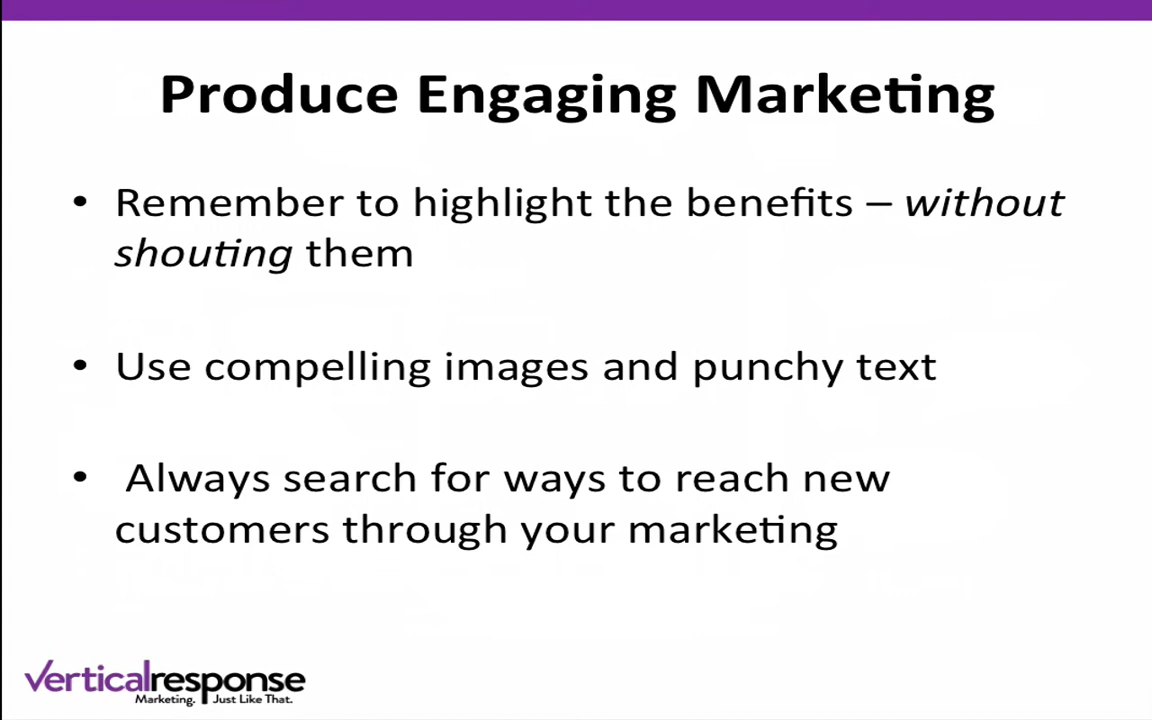 Produce Engaging Marketing
• Remember to highlight the benefits – without
shouting them
• Use compelling images and punchy text
• Always search for ways to reach new
customers through your marketing
verticalresponse
Marketing. Just Like That.